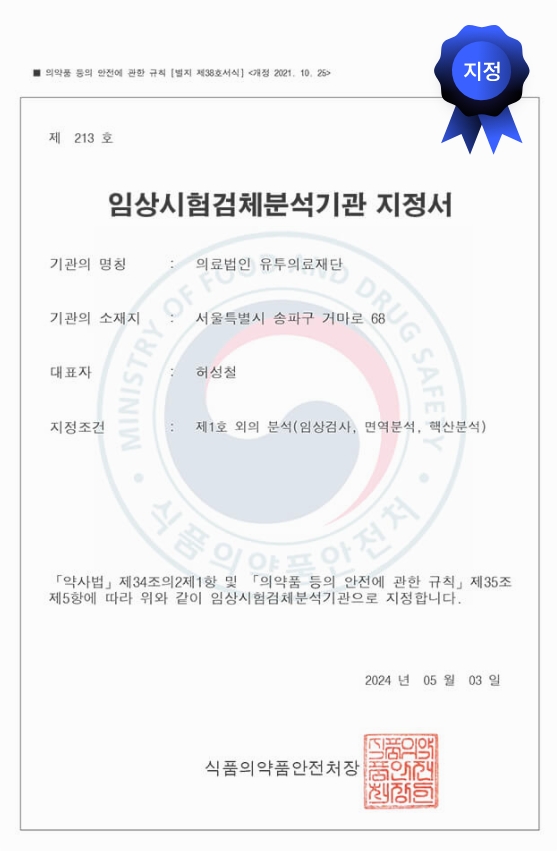 지정
■ 의약품 등의 안전에 관한 규칙 [별지 제38호서식] <개정 2021. 10. 25>
제 213 호
임상시험검체분석기관 지정서
기관의 명칭 : 의료법인 유투의료재단
기관의 소재지 : 서울특별시 송파구 거마로 68
대표자 : 허성철
지정조건 : 제1호 외의 분석(임상검사, 면역분석, 핵산분석)
MINISTRY OF FOOD AND DRUG SAFETY
식품의약품안전처
「약사법」제34조의2제1항 및 「의약품 등의 안전에 관한 규칙」제35조
제5항에 따라 위와 같이 임상시험검체분석기관으로 지정합니다.
2024 년 05 월 03 일
식품의약품안전처장